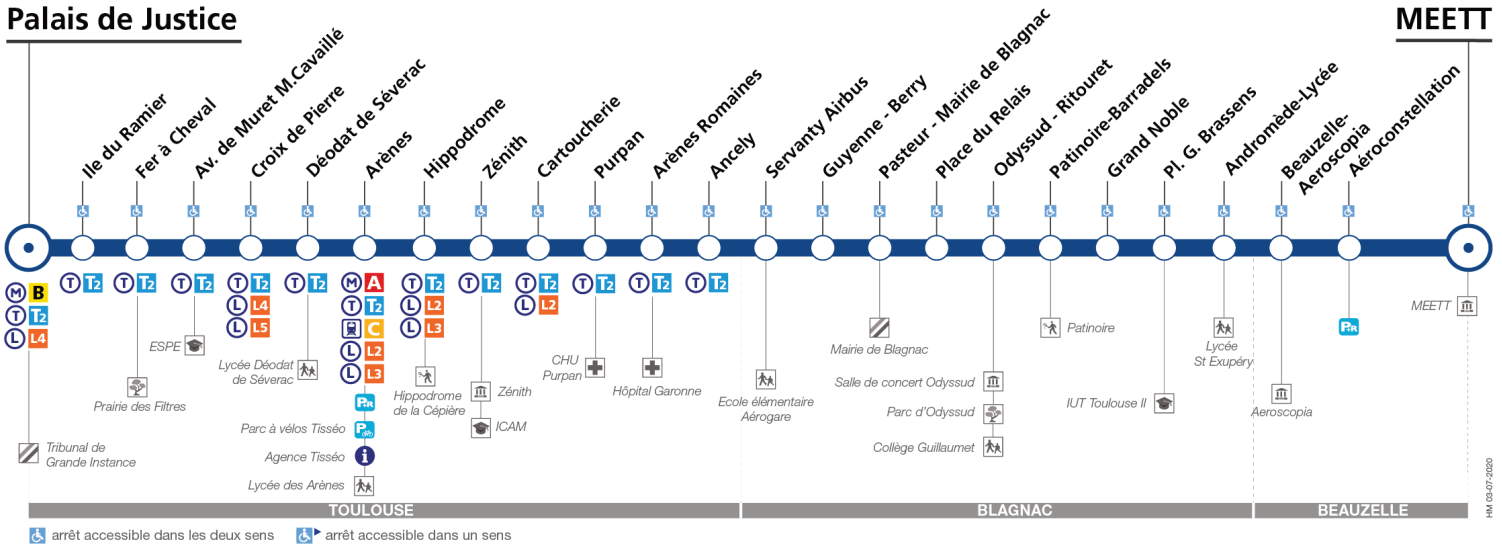 Palais de Justice
MEETT
Ile du Ramier
Fer à Cheval
Av. de Muret M.Cavaillé
Croix de Pierre
Déodat de Séverac
Arènes
Hippodrome
Zénith
Cartoucherie
Purpan
Arènes Romaines
Ancely
Servanty Airbus
Guyenne - Berry
Pasteur - Mairie de Blagnac
Place du Relais
Odyssud - Ritouret
Patinoire-Barradels
Grand Noble
Pl. G. Brassens
Andromède-Lycée
Beauzelle-
Aeroscopia
Aéroconstellation
M B
T T2
L L4
T T2
T T2
T T2
T T2
L L4
L L5
T T2
M A
T T2
C
L L2
L L3
P+R
T T2
L L2
L L3
T T2
T T2
L L2
T T2
T T2
T T2
Tribunal de
Grande Instance
Prairie des Filtres
ESPE
Lycée Déodat
de Séverac
Parc à vélos Tisséo
P
Agence Tisséo
i
Lycée des Arènes
Hippodrome
de la Cépière
Zénith
ICAM
CHU
Purpan
Hôpital Garonne
Ecole élémentaire
Aérogare
Mairie de Blagnac
Salle de concert Odyssud
Parc d'Odyssud
Collège Guillaumet
Patinoire
IUT Toulouse II
Lycée
St Exupéry
Aeroscopia
P+R
MEETT
TOULOUSE
BLAGNAC
BEAUZELLE
arrêt accessible dans les deux sens
arrêt accessible dans un sens
HM 03-07-2020